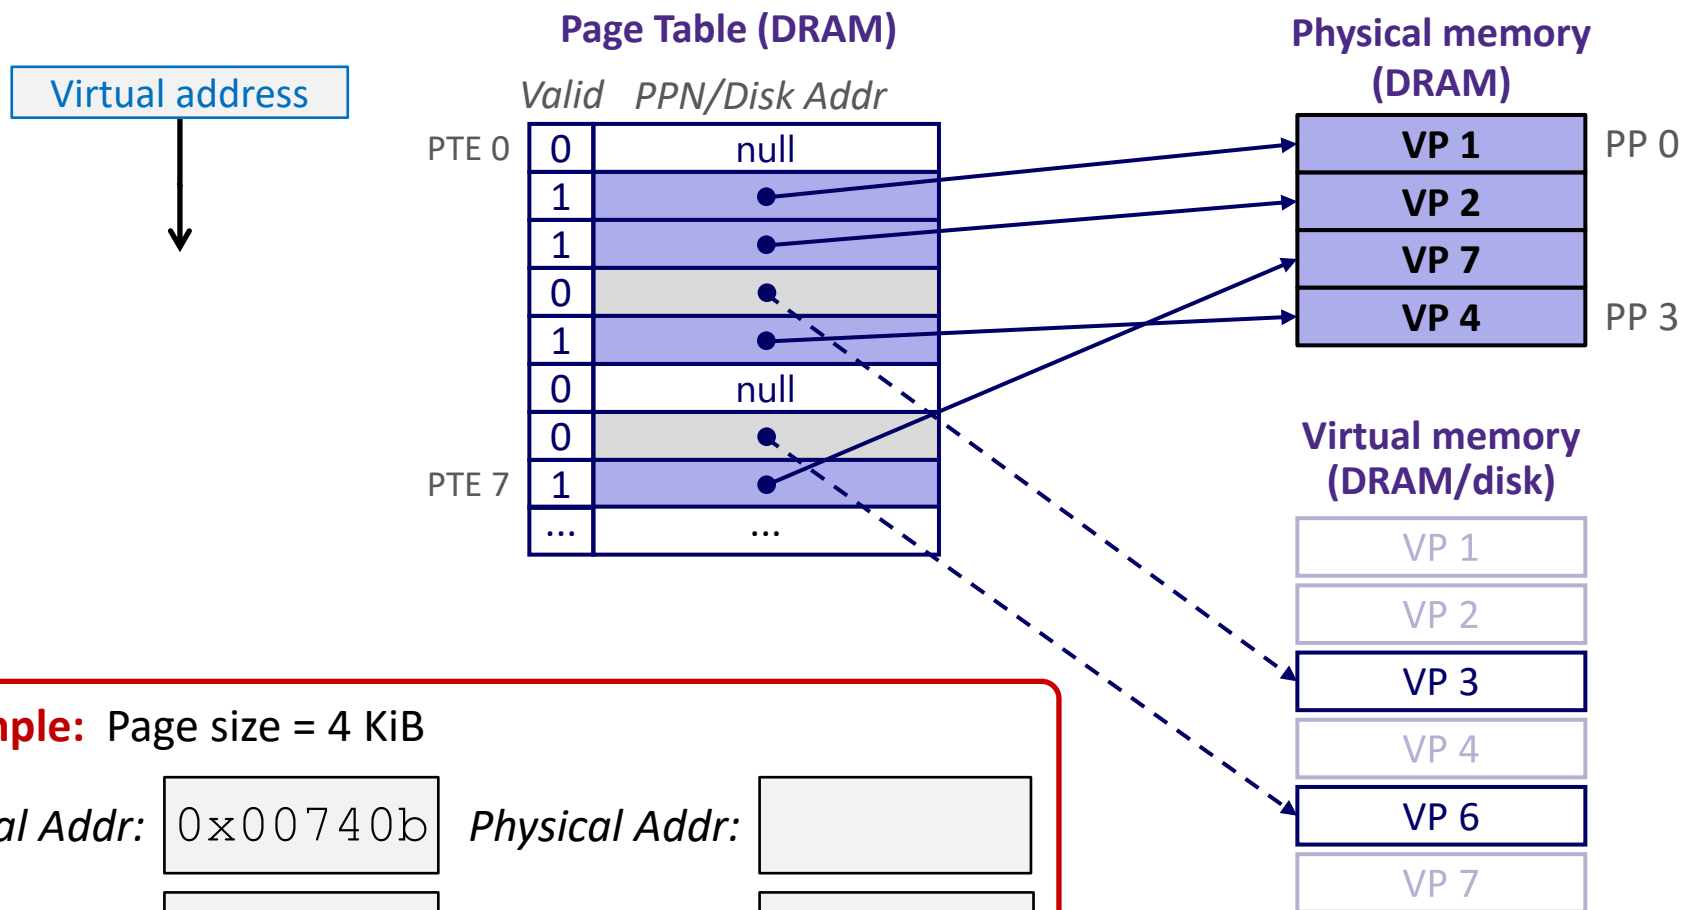 Page Table (DRAM)
Physical memory
(DRAM)
Virtual address
Valid PPN/Disk Addr
PTE 0 0 null
1
1
0
1
0 null
0
PTE 7 1
... ...
VP 1 PP 0
VP 2
VP 7
VP 4 PP 3
Virtual memory
(DRAM/disk)
VP 1
VP 2
VP 3
VP 4
VP 6
VP 7
mple: Page size = 4 KiB
al Addr: 0x00740b Physical Addr: